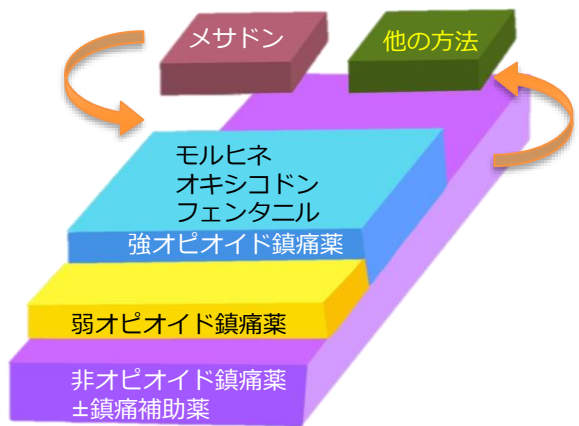 メサドン
他の方法
モルヒネ
オキシコドン
フェンタニル
強オピオイド鎮痛薬
弱オピオイド鎮痛薬
非オピオイド鎮痛薬
±鎮痛補助薬